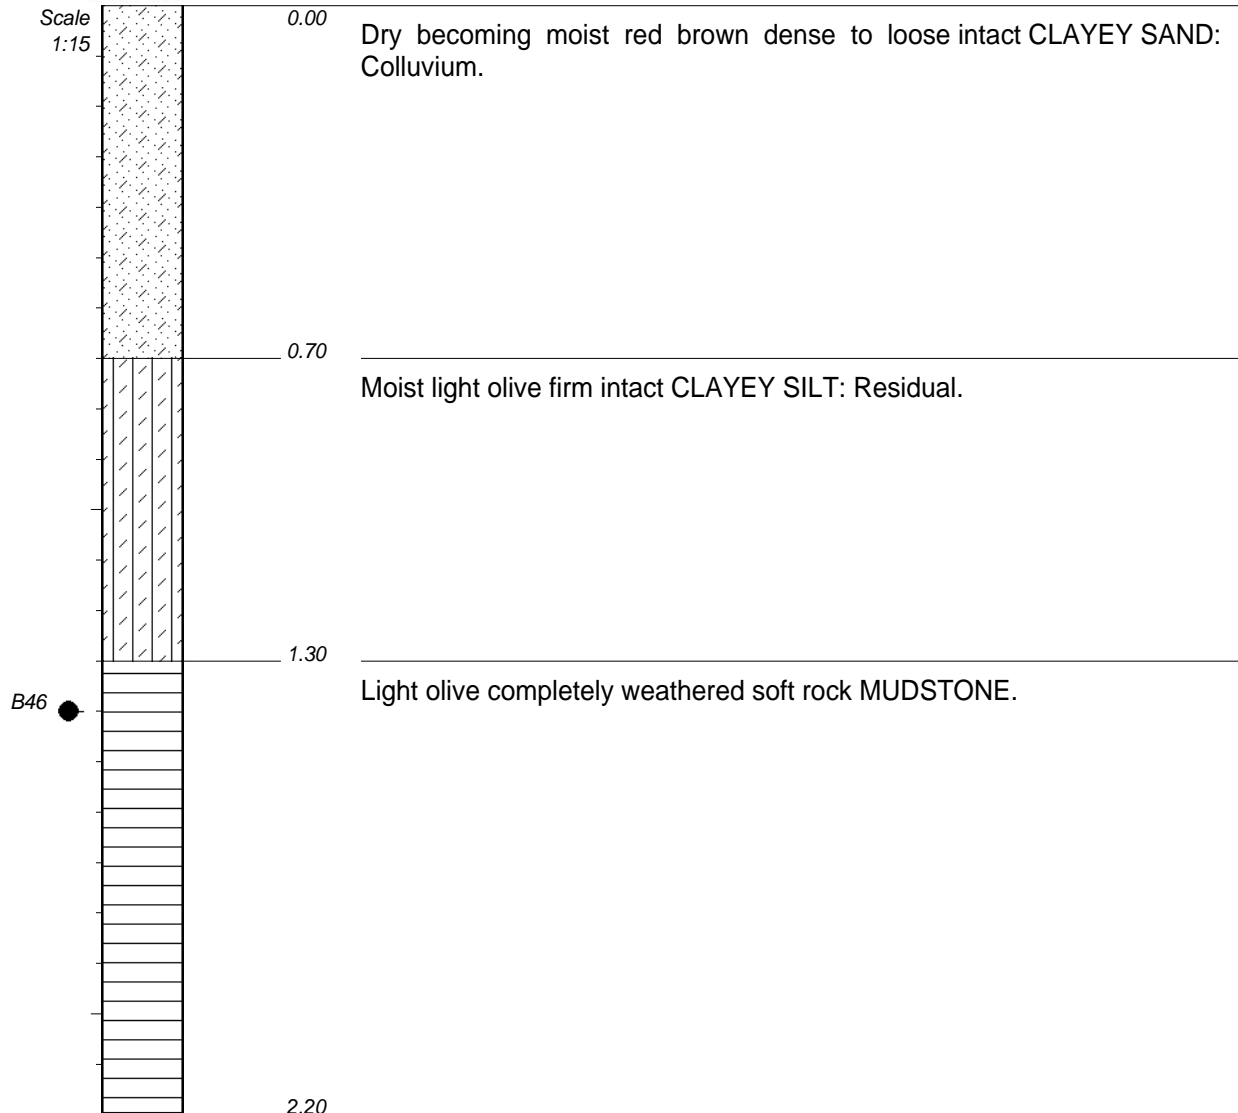 Scale
1:15
0.00
Dry becoming moist red brown dense to loose intact CLAYEY SAND:
Colluvium.
0.70
Moist light olive firm intact CLAYEY SILT: Residual.
1.30
Light olive completely weathered soft rock MUDSTONE.
B46
2.20